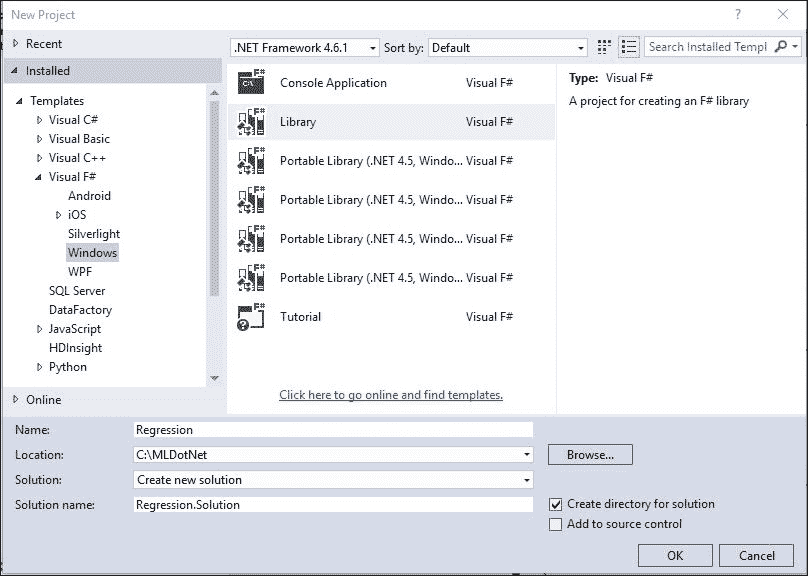 New Project
? 
Recent
.NET Framework 4.6.1
Sort by: Default
Search Installed Templ
Installed
Templates
Visual C#
Visual Basic
Visual C++
Visual F#
Android
iOS
Silverlight
Windows
WPF
SQL Server
DataFactory
JavaScript
HDInsight
Python
Online
Console Application Visual F#
Library Visual F#
Portable Library (.NET 4.5, Windo... Visual F#
Portable Library (.NET 4.5, Windo... Visual F#
Portable Library (.NET 4.5, Windo... Visual F#
Portable Library (.NET 4.5, Windo... Visual F#
Tutorial Visual F#
Click here to go online and find templates.
Type: Visual F#
A project for creating an F# library
Name: Regression
Location: C:\MLDotNet
Browse...
Solution: Create new solution
Solution name: Regression.Solution
Create directory for solution
Add to source control
OK
Cancel